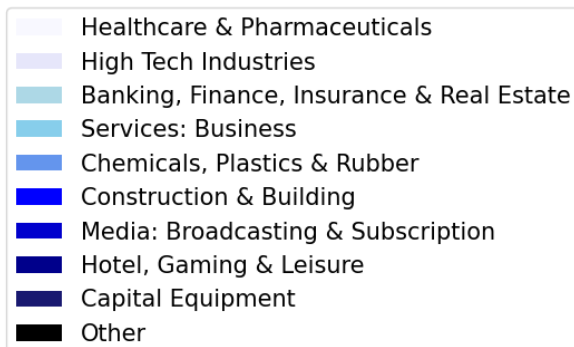 Healthcare & Pharmaceuticals
High Tech Industries
Banking, Finance, Insurance & Real Estate
Services: Business
Chemicals, Plastics & Rubber
Construction & Building
Media: Broadcasting & Subscription
Hotel, Gaming & Leisure
Capital Equipment
Other